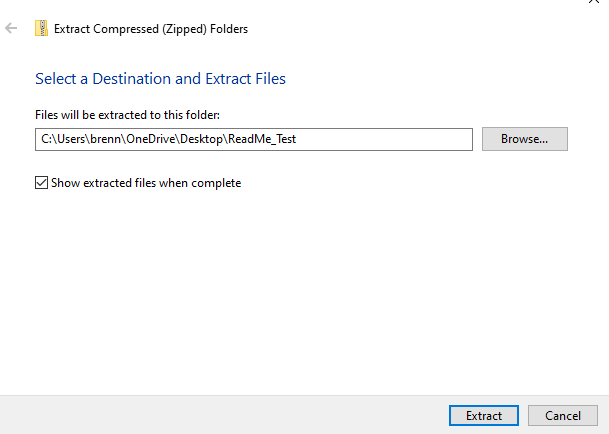 Extract Compressed (Zipped) Folders
Select a Destination and Extract Files
Files will be extracted to this folder:
C:\Users\brenn\OneDrive\Desktop\ReadMe_Test
Browse...
Show extracted files when complete
Extract
Cancel